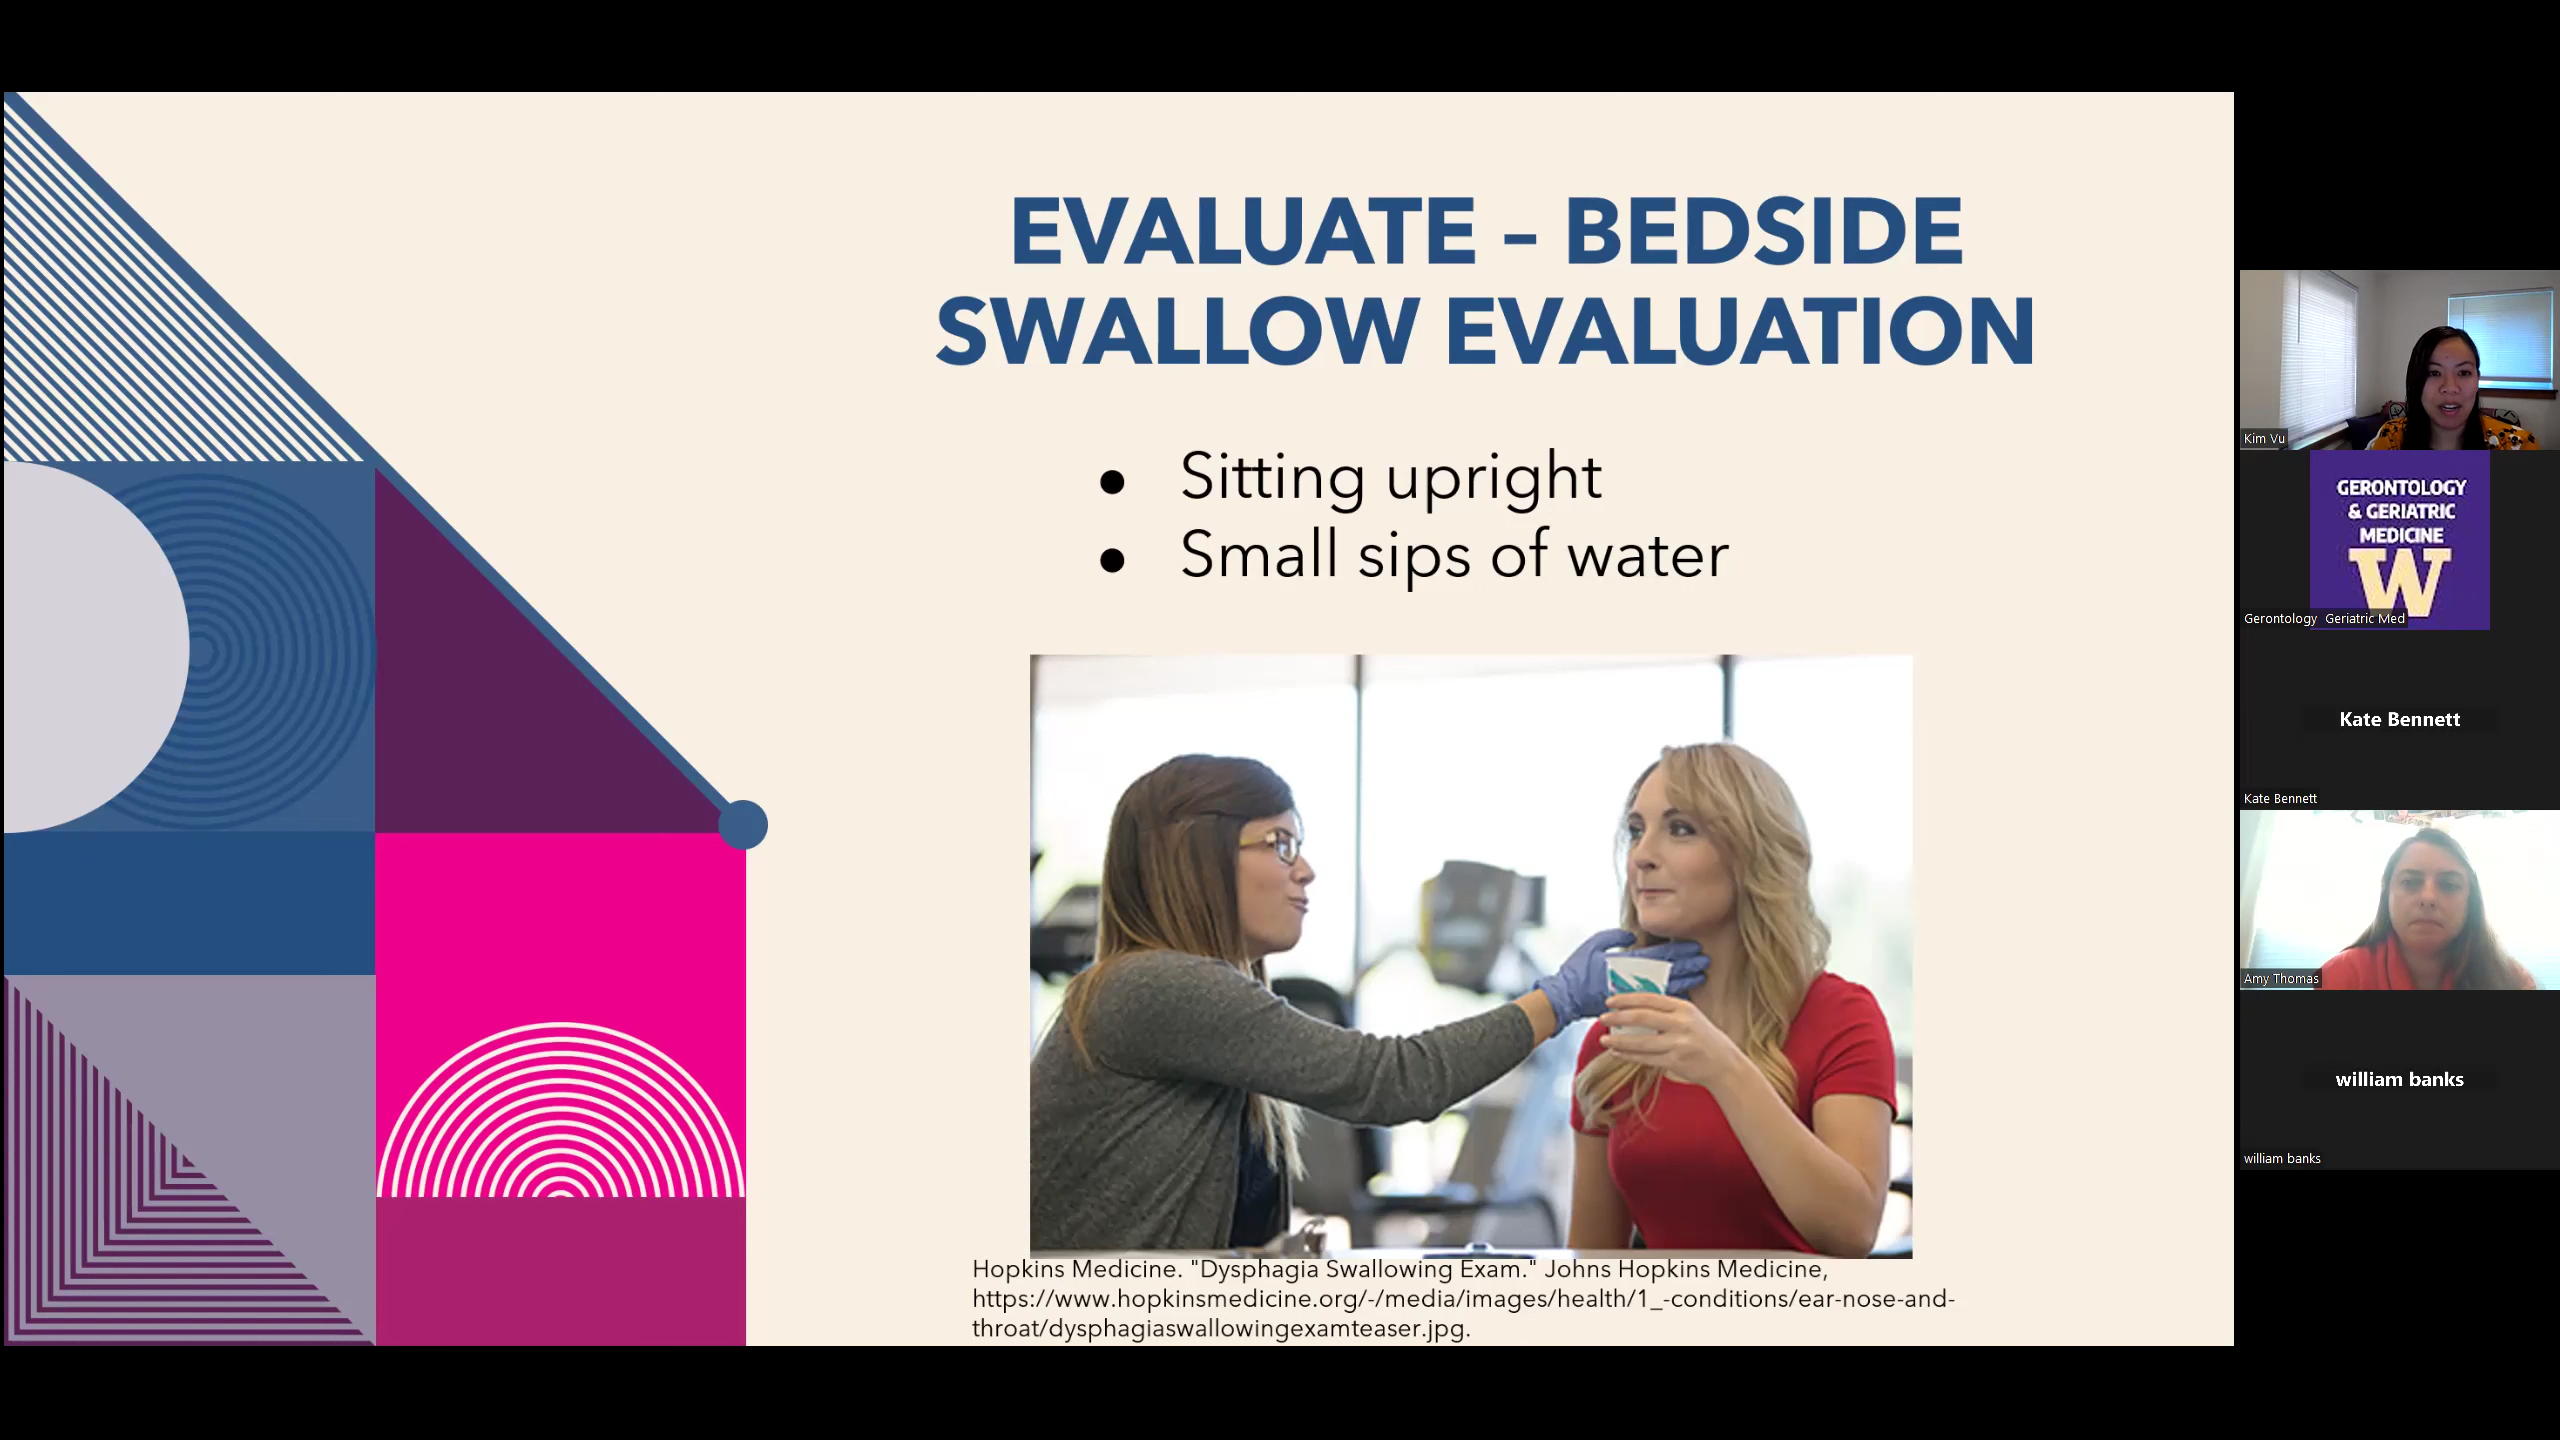 EVALUATE – BEDSIDE
SWALLOW EVALUATION
● Sitting upright
● Small sips of water
Hopkins Medicine. "Dysphagia Swallowing Exam." Johns Hopkins Medicine,
https://www.hopkinsmedicine.org/-/media/images/health/1_-conditions/ear-nose-and-
throat/dysphagiaswallowingexamteaser.jpg.
Kim Vu
GERONTOLOGY
& GERIATRIC
MEDICINE
W
Gerontology Geriatric Med
Kate Bennett
Kate Bennett
Amy Thomas
william banks
william banks